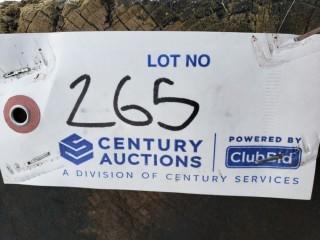 LOT NO
265
CENTURY
AUCTIONS
POWERED BY
ClubBid
A DIVISION OF CENTURY SERVICES